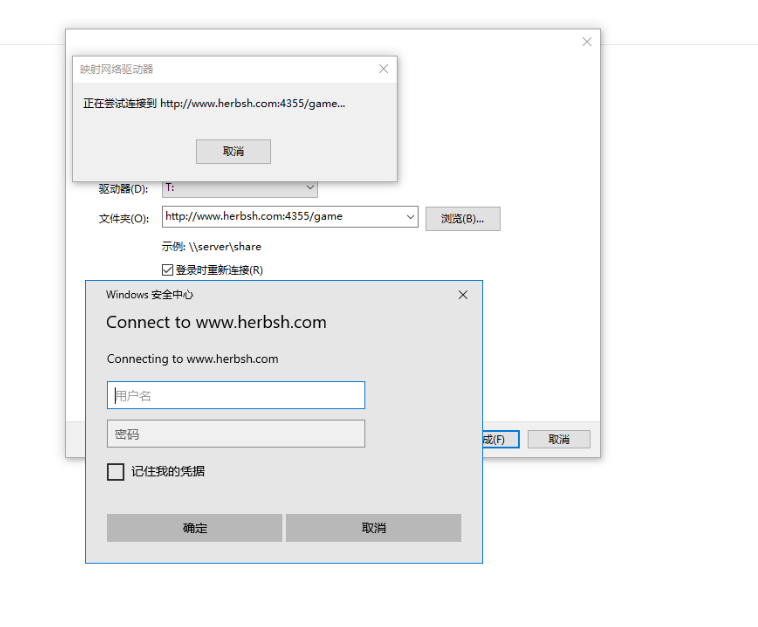 映射网络驱动器
正在尝试连接到 http://www.herbsh.com:4355/game...
取消
驱动器(D): T:
文件夹(O): http://www.herbsh.com:4355/game 浏览(B)...
示例: \\server\share
登录时重新连接(R)
Windows 安全中心
Connect to www.herbsh.com
Connecting to www.herbsh.com
用户名
密码
成(F) 取消
记住我的凭据
确定 取消